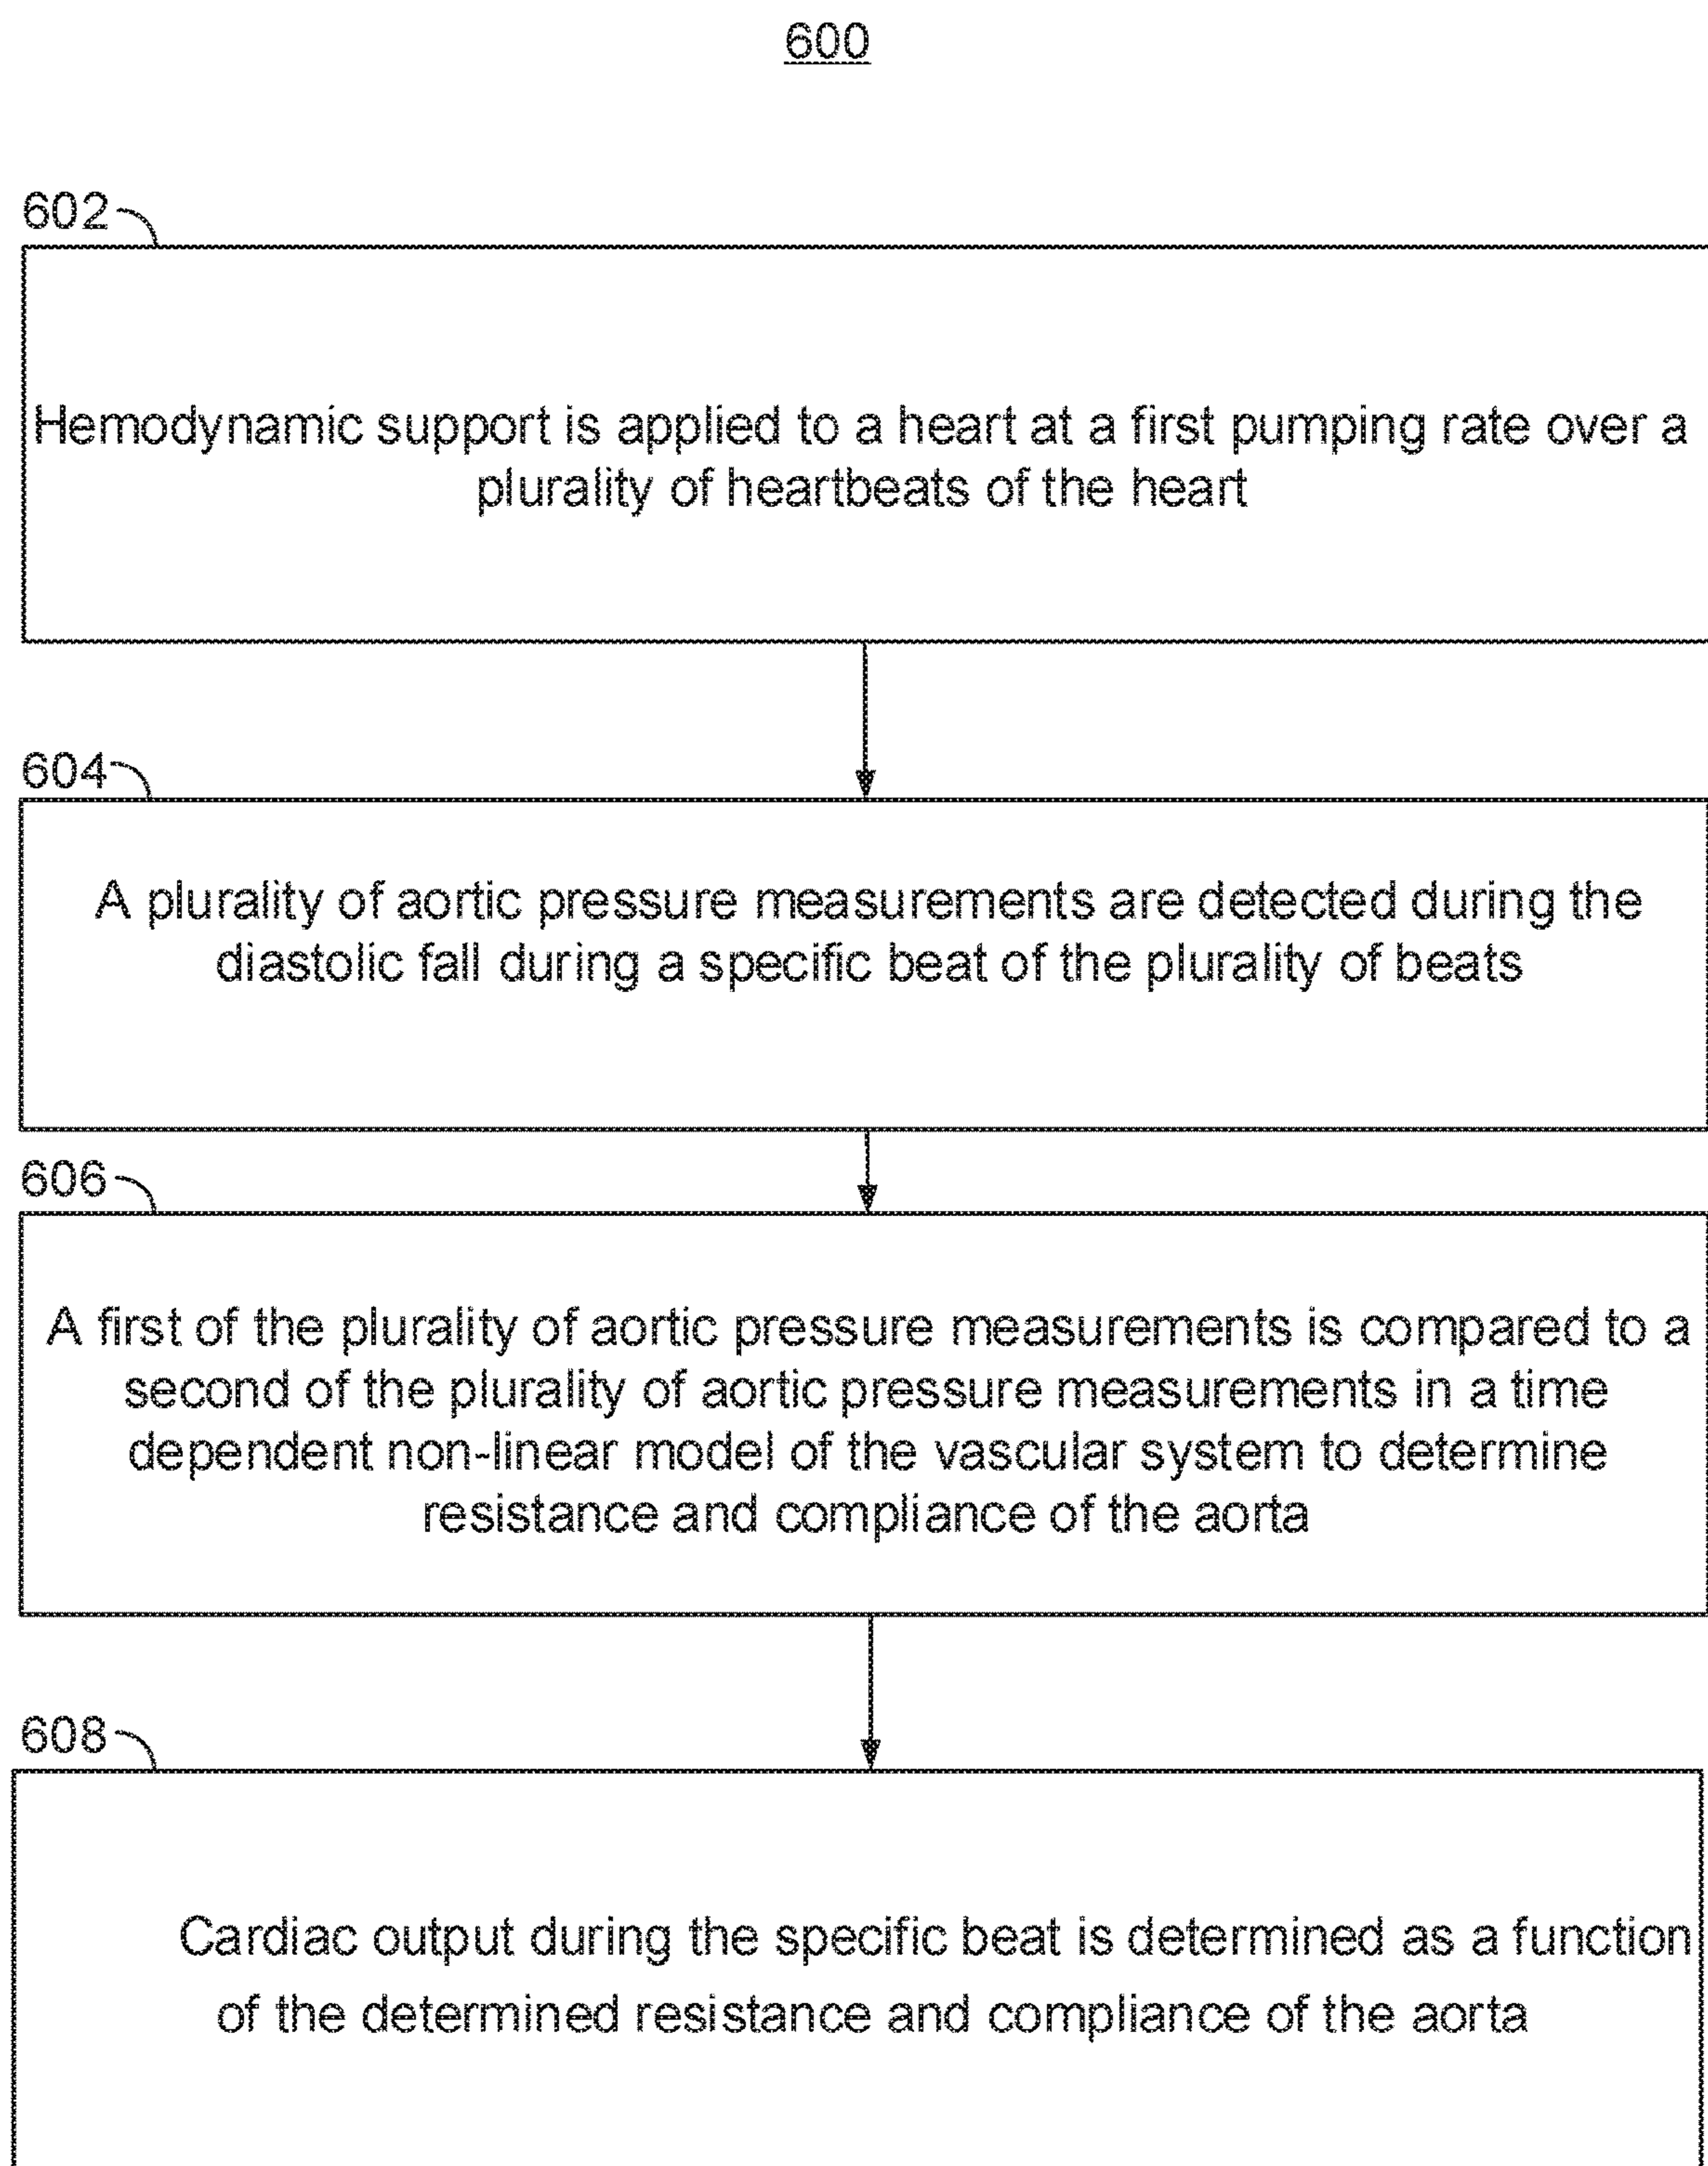 600
602
Hemodynamic support is applied to a heart at a first pumping rate over a
plurality of heartbeats of the heart
604
A plurality of aortic pressure measurements are detected during the
diastolic fall during a specific beat of the plurality of beats
606
A first of the plurality of aortic pressure measurements is compared to a
second of the plurality of aortic pressure measurements in a time
dependent non-linear model of the vascular system to determine
resistance and compliance of the aorta
608
Cardiac output during the specific beat is determined as a function
of the determined resistance and compliance of the aorta